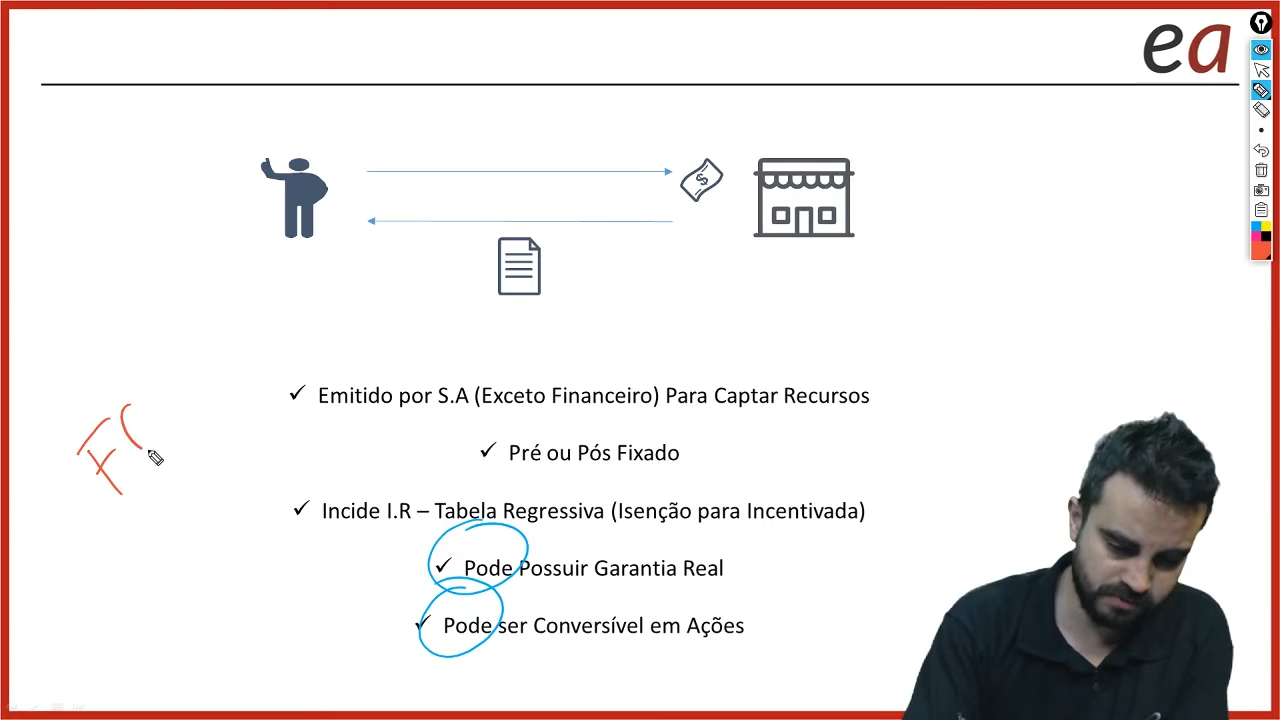 ea
$
Emitido por S.A (Exceto Financeiro) Para Captar Recursos
Pré ou Pós Fixado
Incide I.R – Tabela Regressiva (Isenção para Incentivada)
Pode Possuir Garantia Real
Pode ser Conversível em Ações